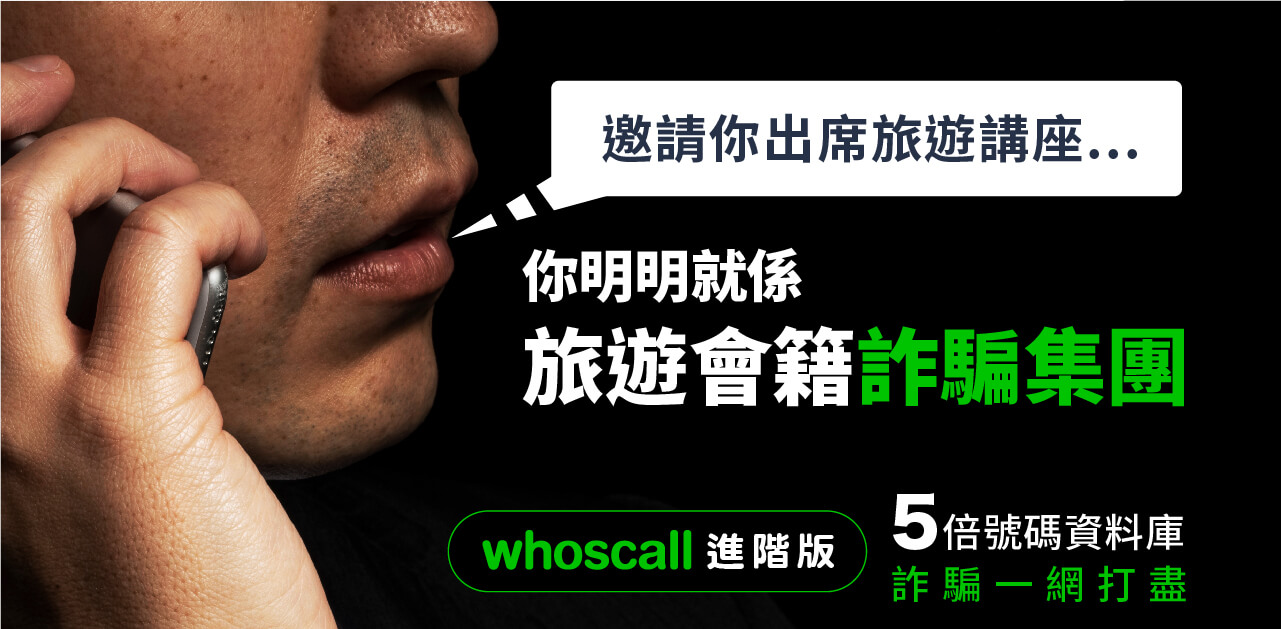 邀請你出席旅遊講座...
你明明就係
旅遊會籍詐騙集團
whoscall 進階版
5倍號碼資料庫
詐騙一網打盡